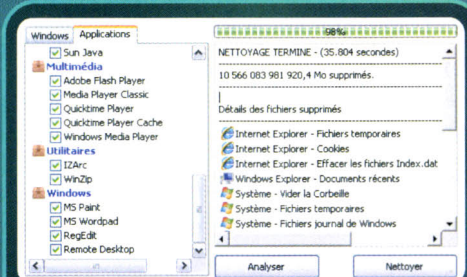 Windows Applications
Sun Java
Multimédia
Adobe Flash Player
Media Player Classic
Quicktime Player
Quicktime Player Cache
Windows Media Player
Utilitaires
IZArc
WinZip
Windows
MS Paint
MS Wordpad
RegEdit
Remote Desktop
98%
NETTOYAGE TERMINE - (35.804 secondes)
10 566 083 981 920,4 Mo supprimés.
Détails des fichiers supprimés
Internet Explorer - Fichiers temporaires
Internet Explorer - Cookies
Internet Explorer - Effacer les fichiers Index.dat
Windows Explorer - Documents récents
Système - Vider la Corbeille
Système - Fichiers temporaires
Système - Fichiers journal de Windows
Analyser Nettoyer